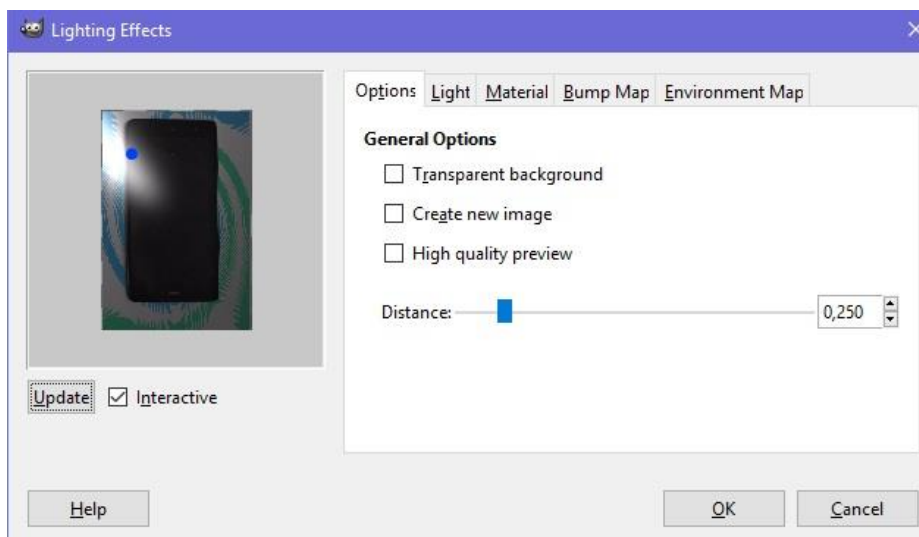 Lighting Effects
Options Light Material Bump Map Environment Map
General Options
Transparent background
Create new image
High quality preview
Distance: 0,250
Update Interactive
Help OK Cancel